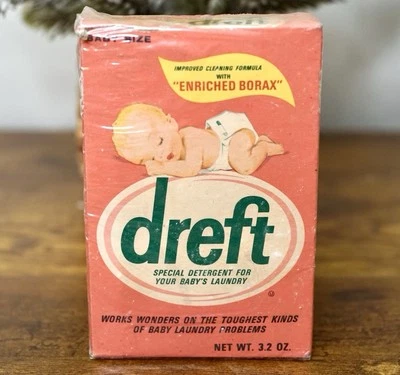 BABY SIZE
IMPROVED CLEANING FORMULA
WITH
"ENRICHED BORAX"
dreft
SPECIAL DETERGENT FOR
YOUR BABY'S LAUNDRY
WORKS WONDERS ON THE TOUGHEST KINDS
OF BABY LAUNDRY PROBLEMS
NET WT. 3.2 OZ.